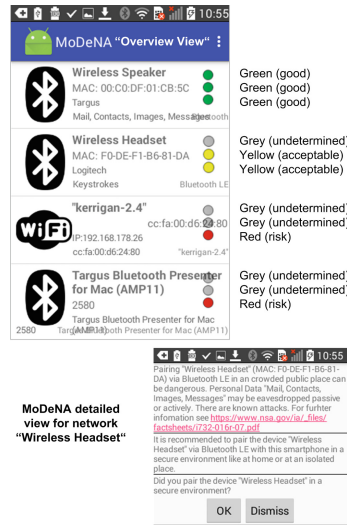 10:55
MoDeNA "Overview View"
Wireless Speaker
MAC: 00:C0:DF:01:CB:5C
Targus
Mail, Contacts, Images, Messages
Green (good)
Green (good)
Green (good)
Wireless Headset
MAC: F0-DE-F1-B6-81-DA
Logitech
Keystrokes
Bluetooth LE
Grey (undetermined)
Yellow (acceptable)
Yellow (acceptable)
WiFi
"kerrigan-2.4"
cc:fa:00:d6:24:80
IP:192.168.178.26
cc:fa:00:d6:24:80
"kerrigan-2.4"
Grey (undetermined)
Grey (undetermined)
Red (risk)
Targus Bluetooth Presenter
for Mac (AMP11)
2580
Targus Bluetooth Presenter for Mac
(AMP11)
2580
Targus Bluetooth Presenter for Mac (AMP11)
Grey (undetermined)
Grey (undetermined)
Red (risk)
MoDeNA detailed
view for network
"Wireless Headset"
10:55
Pairing "Wireless Headset" (MAC: F0-DE-F1-B6-81-
DA) via Bluetooth LE in an crowded public place can
be dangerous. Personal Data "Mail, Contacts,
Images, Messages" may be eavesdropped passive
or actively. There are known attacks. For furhter
infomation see https://www.nsa.gov/ia/_files/
factsheets/i732-016r-07.pdf
It is recommended to pair the device "Wireless
Headset" via Bluetooth LE with this smartphone in a
secure environment like at home or at an isolated
place.
Did you pair the device "Wireless Headset" in a
secure environment?
OK
Dismiss